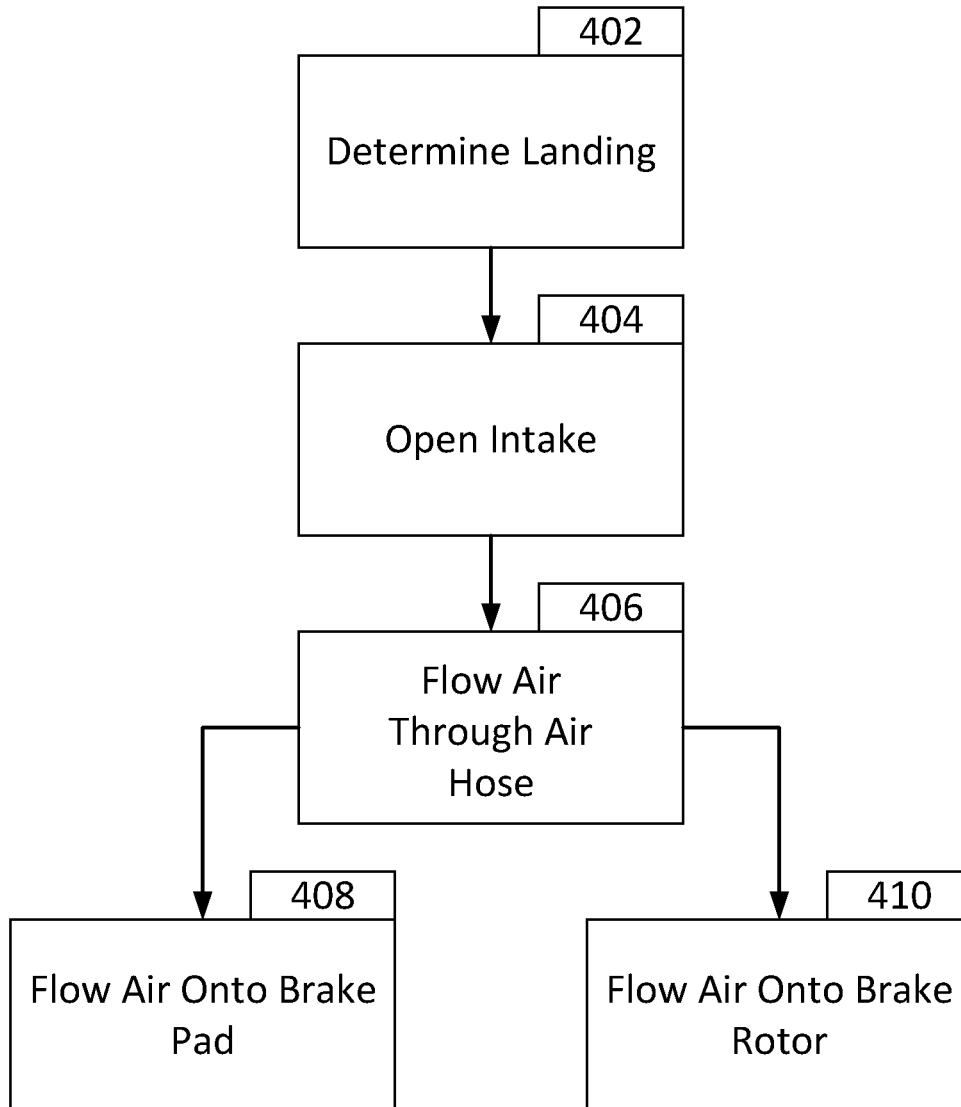 402
Determine Landing
404
Open Intake
406
Flow Air
Through Air
Hose
408
Flow Air Onto Brake
Pad
410
Flow Air Onto Brake
Rotor